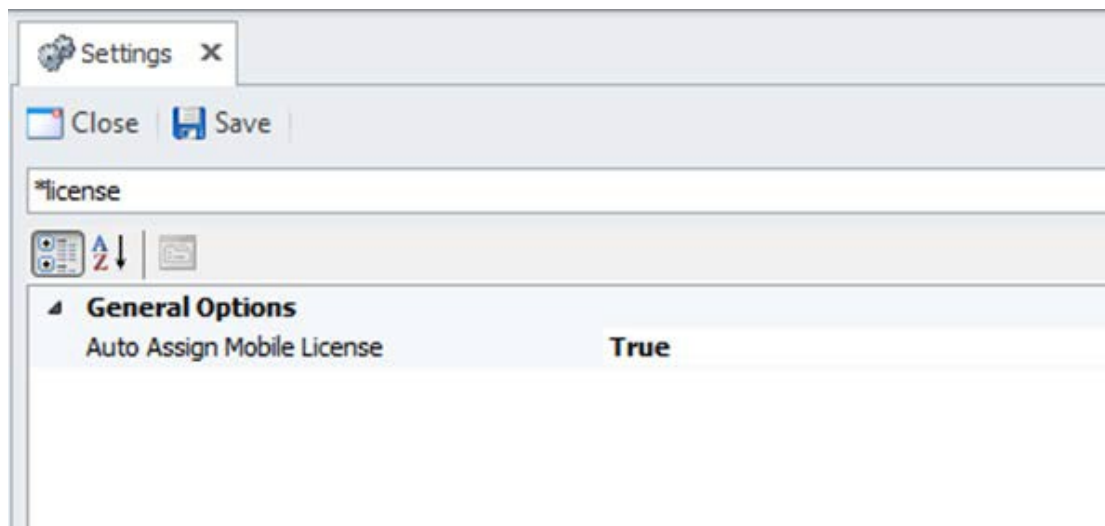 Settings X
Close Save
*license
A
Z
General Options
Auto Assign Mobile License True